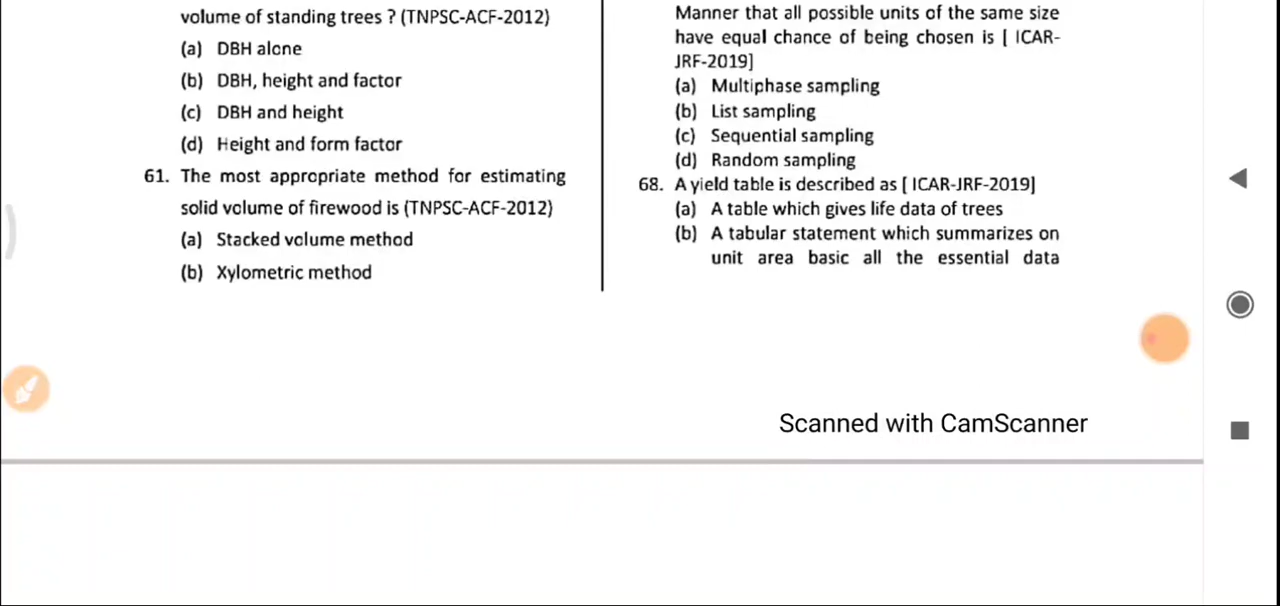 volume of standing trees ? (TNPSC-ACF-2012)
(a) DBH alone
(b) DBH, height and factor
(c) DBH and height
(d) Height and form factor
61. The most appropriate method for estimating
solid volume of firewood is (TNPSC-ACF-2012)
(a) Stacked volume method
(b) Xylometric method
Manner that all possible units of the same size
have equal chance of being chosen is [ ICAR-
JRF-2019]
(a) Multiphase sampling
(b) List sampling
(c) Sequential sampling
(d) Random sampling
68. A yield table is described as [ ICAR-JRF-2019]
(a) A table which gives life data of trees
(b) A tabular statement which summarizes on
unit area basic all the essential data
Scanned with CamScanner